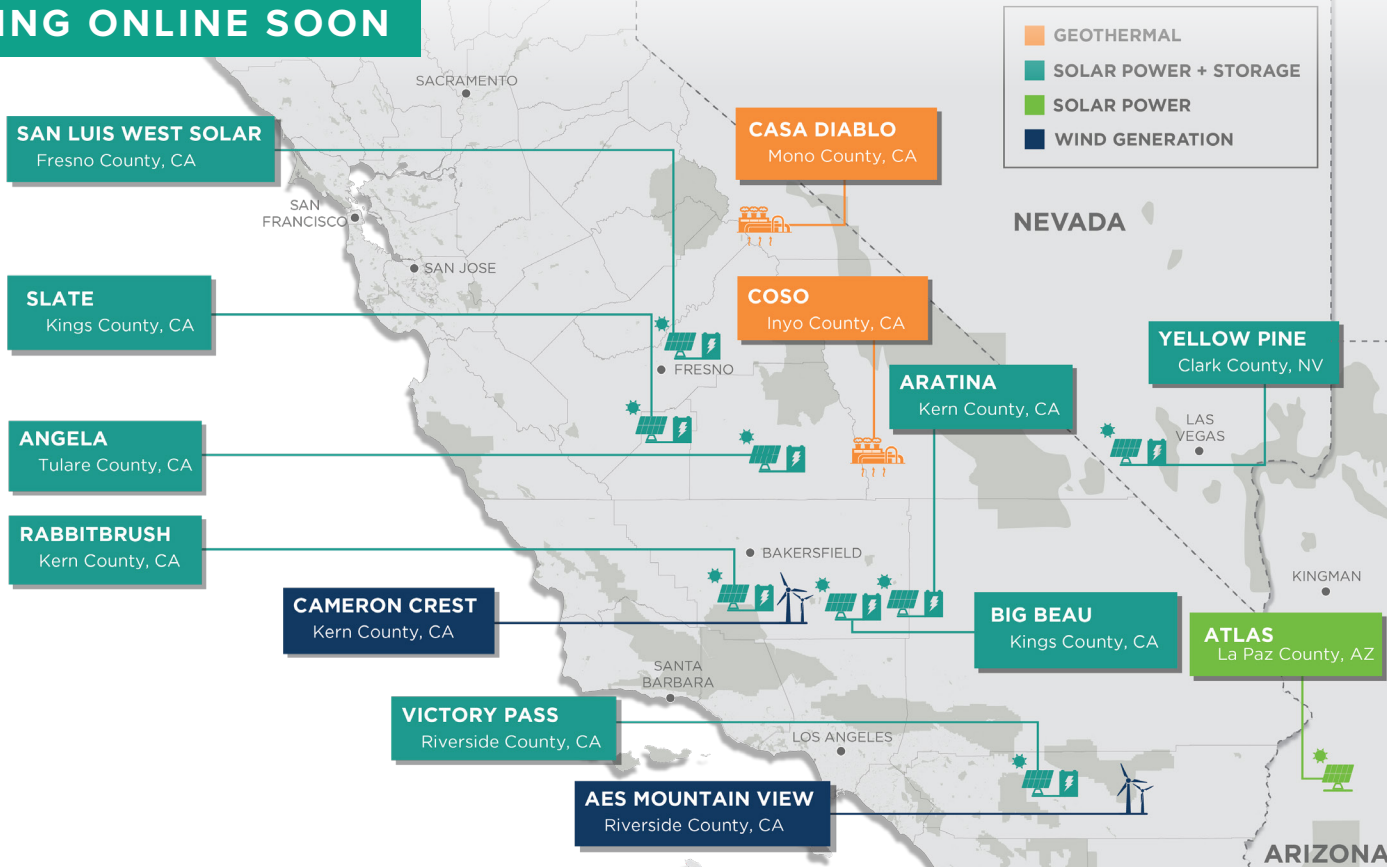 ING ONLINE SOON
GEOTHERMAL
SOLAR POWER + STORAGE
SOLAR POWER
WIND GENERATION
SACRAMENTO
SAN LUIS WEST SOLAR
Fresno County, CA
CASA DIABLO
Mono County, CA
SAN
FRANCISCO
NEVADA
SAN JOSE
SLATE
Kings County, CA
COSO
Inyo County, CA
YELLOW PINE
Clark County, NV
FRESNO
ARATINA
Kern County, CA
LAS
VEGAS
ANGELA
Tulare County, CA
RABBITBRUSH
Kern County, CA
BAKERSFIELD
KINGMAN
CAMERON CREST
Kern County, CA
BIG BEAU
Kings County, CA
ATLAS
La Paz County, AZ
SANTA
BARBARA
VICTORY PASS
Riverside County, CA
LOS ANGELES
AES MOUNTAIN VIEW
Riverside County, CA
ARIZONA